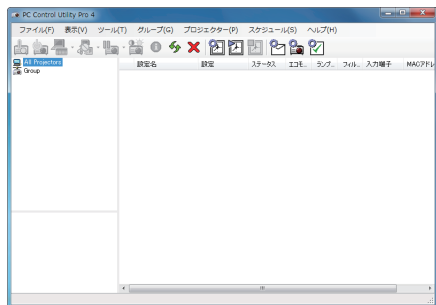 PC Control Utility Pro 4
ファイル(F) 表示(V) ツール(T) グループ(G) プロジェクター(P) スケジュール(S) ヘルプ(H)
All Projectors
Group
設定名 設定 ステータス エコモ... ランプ... フィル... 入力端子 MACアドレ